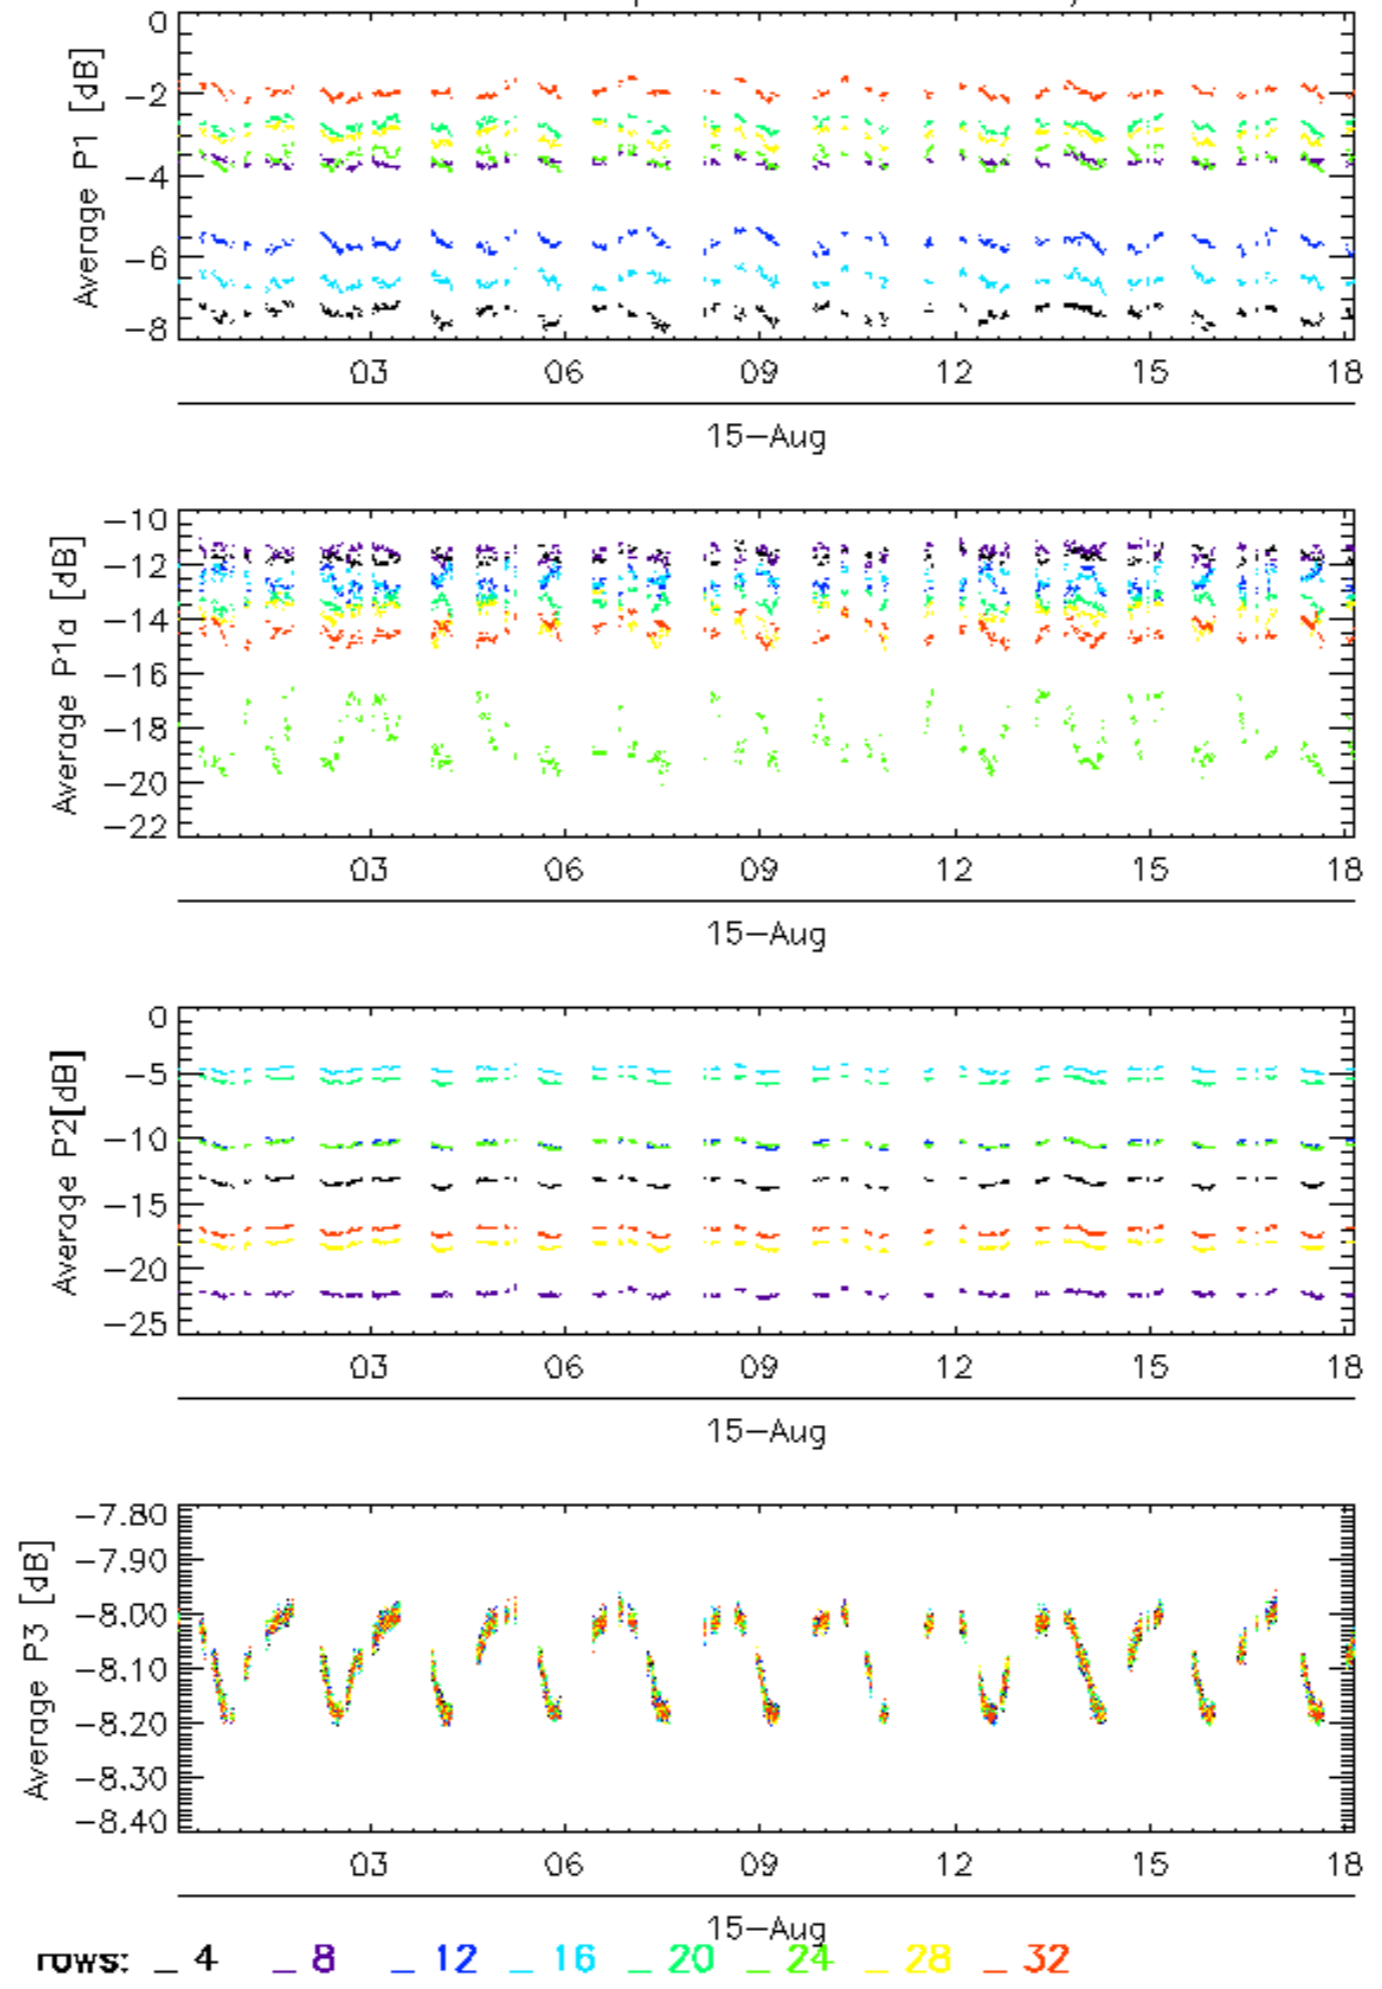 0
−2
−4
−6
−8
Average P1 [dB]
03 06 09 12 15 18
15−Aug
−10
−12
−14
−16
−18
−20
−22
Average P1a [dB]
03 06 09 12 15 18
15−Aug
0
−5
−10
−15
−20
−25
Average P2[dB]
03 06 09 12 15 18
15−Aug
−7.80
−7.90
−8.00
−8.10
−8.20
−8.30
−8.40
Average P3 [dB]
03 06 09 12 15 18
15−Aug
rows: _ 4 _ 8 _ 12 _ 16 _ 20 _ 24 _ 28 _ 32